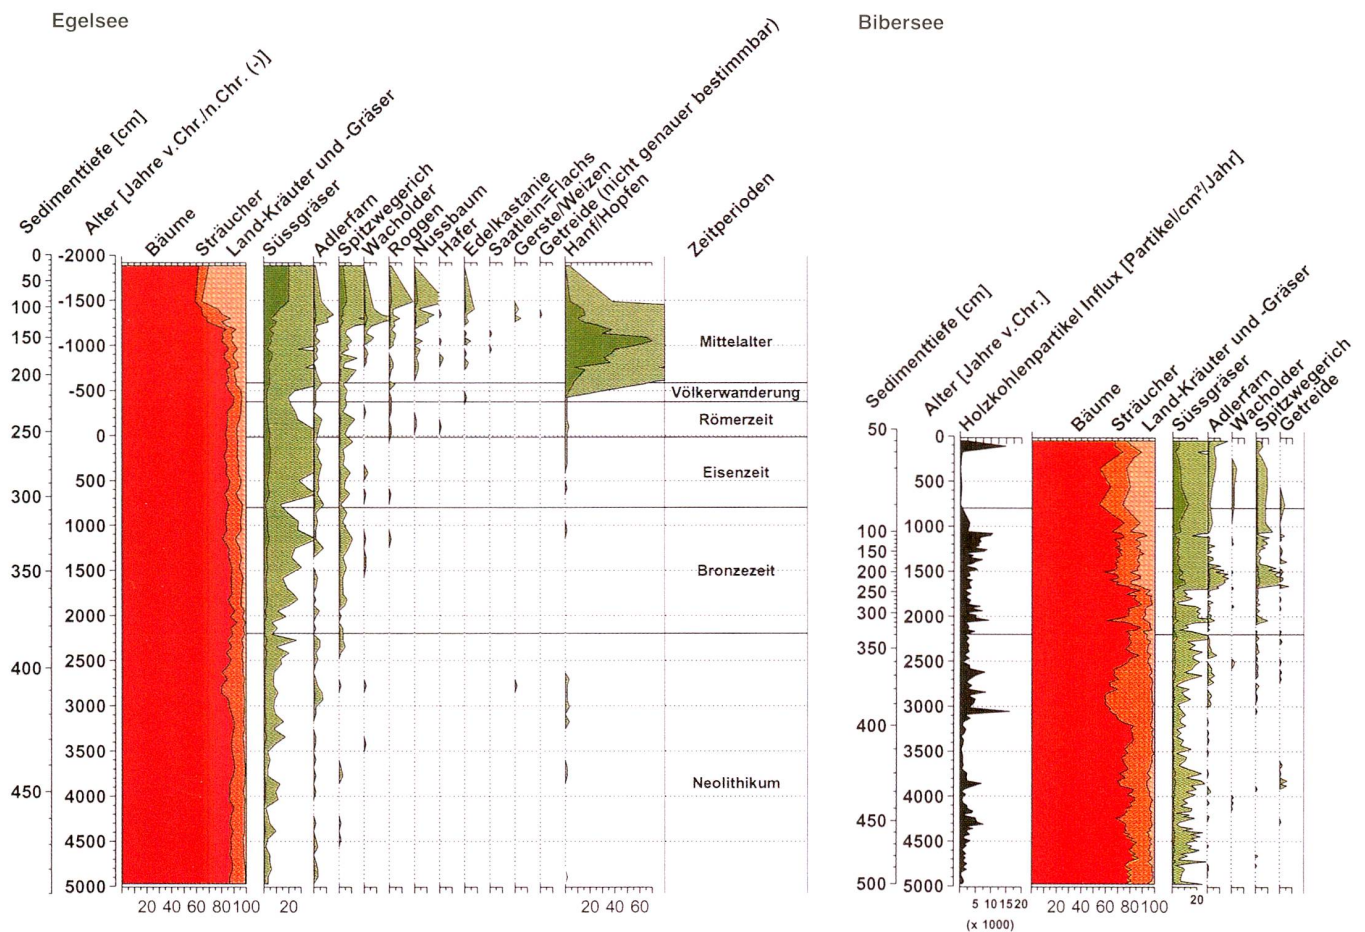 Egelsee
Sedimenttiefe [cm]
Alter [Jahre v.Chr./n.Chr. (-)]
Bäume
Sträucher
Land-Kräuter und -Gräser
Süssgräser
Adlerfarn
Spitzwegerich
Wacholder
Roggen
Nussbaum
Hafer
Edelkastanie
Saatlein=Flachs
Gerste/Weizen
Getreide (nicht genauer bestimmbar)
Hanf/Hopfen
Zeitperioden
0
50
100
150
200
250
300
350
400
450
-2000
-1500
-1000
-500
0
500
1000
1500
2000
2500
3000
3500
4000
4500
5000
Mittelalter
Völkerwanderung
Römerzeit
Eisenzeit
Bronzezeit
Neolithikum
20 40 60 80 100
20
20 40 60
Bibersee
Sedimenttiefe [cm]
Alter [Jahre v.Chr.]
Holzkohlenpartikel Influx [Partikel/cm²/Jahr]
Bäume
Sträucher
Land-Kräuter und -Gräser
Süssgräser
Adlerfarn
Wacholder
Spitzwegerich
Getreide
50
100
150
200
250
300
350
400
450
500
0
500
1000
1500
2000
2500
3000
3500
4000
4500
5000
5 10 15 20
(x 1000)
20 40 60 80 100
20